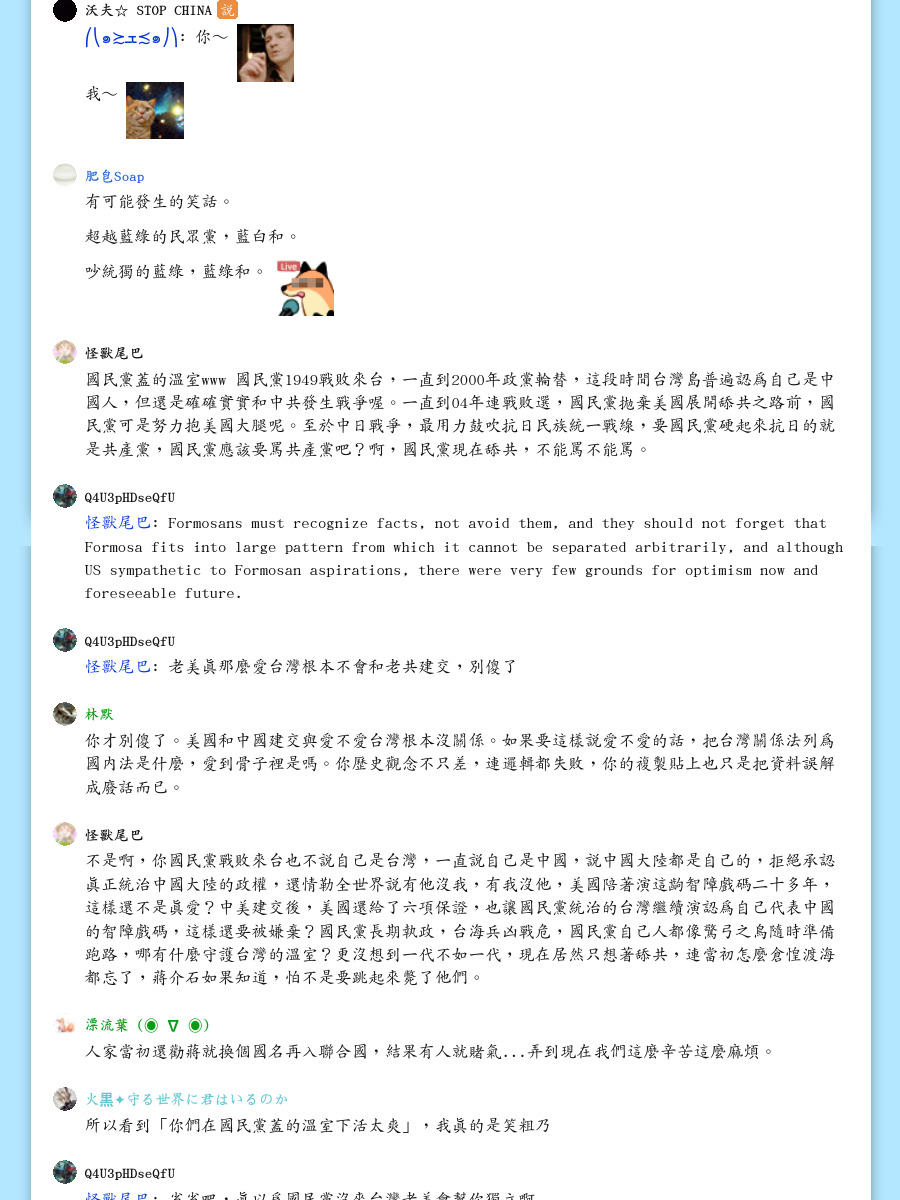 沃夫☆ STOP CHINA 説
(⎝๑≿ェ≾๑⎠): 你～
我～
肥皂Soap
有可能發生的笑話。
超越藍綠的民眾黨，藍白和。
吵統獨的藍綠，藍綠和。
Live
怪獸尾巴
國民黨蓋的溫室www 國民黨1949戰敗來台，一直到2000年政黨輪替，這段時間台灣島普遍認為自己是中
國人，但還是確確實實和中共發生戰爭喔。一直到04年連戰敗選，國民黨拋棄美國展開舔共之路前，國
民黨可是努力抱美國大腿呢。至於中日戰爭，最用力鼓吹抗日民族統一戰線，要國民黨硬起來抗日的就
是共產黨，國民黨應該要罵共產黨吧？啊，國民黨現在舔共，不能罵不能罵。
Q4U3pHDseQfU
怪獸尾巴: Formosans must recognize facts, not avoid them, and they should not forget that
Formosa fits into large pattern from which it cannot be separated arbitrarily, and although
US sympathetic to Formosan aspirations, there were very few grounds for optimism now and
foreseeable future.
Q4U3pHDseQfU
怪獸尾巴: 老美真那麼愛台灣根本不會和老共建交，別傻了
林默
你才別傻了。美國和中國建交與愛不愛台灣根本沒關係。如果要這樣說愛不愛的話，把台灣關係法列為
國內法是什麼，愛到骨子裡是嗎。你歷史觀念不只差，連邏輯都失敗，你的複製貼上也只是把資料誤解
成廢話而已。
怪獸尾巴
不是啊，你國民黨戰敗來台也不說自己是台灣，一直說自己是中國，說中國大陸都是自己的，拒絕承認
真正統治中國大陸的政權，還情勒全世界說有他沒我，有我沒他，美國陪著演這齣智障戲碼二十多年，
這樣還不是真愛？中美建交後，美國還給了六項保證，也讓國民黨統治的台灣繼續演認為自己代表中國
的智障戲碼，這樣還要被嫌棄？國民黨長期執政，台海兵凶戰危，國民黨自己人都像驚弓之鳥隨時準備
跑路，哪有什麼守護台灣的溫室？更沒想到一代不如一代，現在居然只想著舔共，連當初怎麼倉惶渡海
都忘了，蔣介石如果知道，怕不是要跳起來斃了他們。
漂流葉 (◉ ∇ ◉)
人家當初還勸蔣就換個國名再入聯合國，結果有人就賭氣...弄到現在我們這麼辛苦這麼麻煩。
火黒✦守る世界に君はいるのか
所以看到「你們在國民黨蓋的溫室下活太爽」，我真的是笑粗乃
Q4U3pHDseQfU
怪獸尾巴: 省省吧，真以為國民黨沒來台灣老美會幫你獨立啊